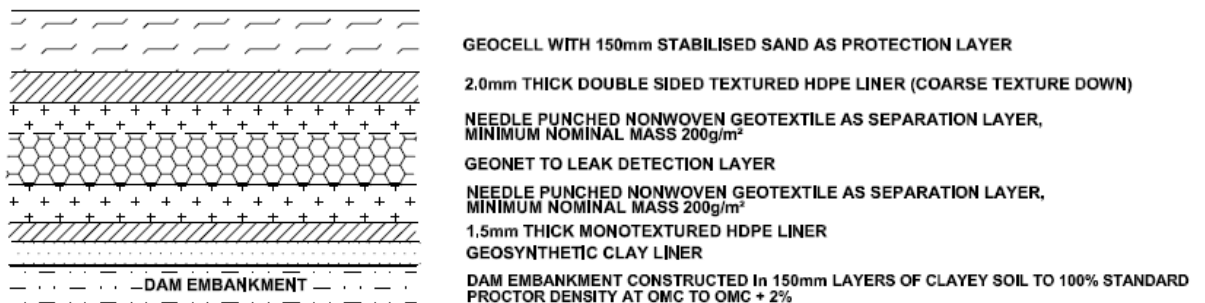 GEOCELL WITH 150mm STABILISED SAND AS PROTECTION LAYER
2.0mm THICK DOUBLE SIDED TEXTURED HDPE LINER (COARSE TEXTURE DOWN)
NEEDLE PUNCHED NONWOVEN GEOTEXTILE AS SEPARATION LAYER,
MINIMUM NOMINAL MASS 200g/m²
GEONET TO LEAK DETECTION LAYER
NEEDLE PUNCHED NONWOVEN GEOTEXTILE AS SEPARATION LAYER,
MINIMUM NOMINAL MASS 200g/m²
1.5mm THICK MONOTEXTURED HDPE LINER
GEOSYNTHETIC CLAY LINER
DAM EMBANKMENT
DAM EMBANKMENT CONSTRUCTED In 150mm LAYERS OF CLAYEY SOIL TO 100% STANDARD
PROCTOR DENSITY AT OMC TO OMC + 2%